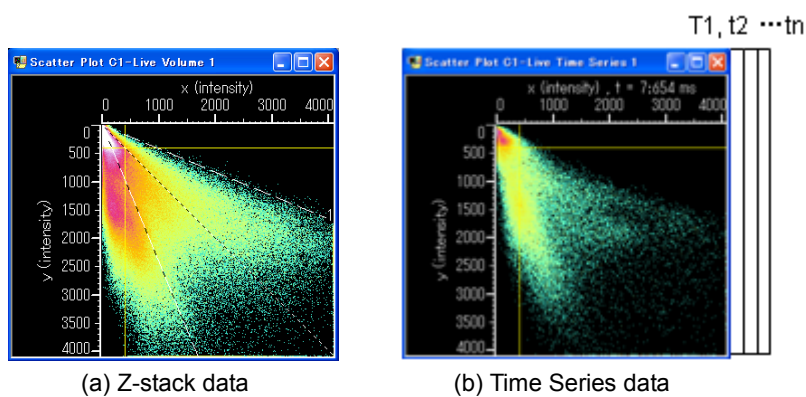 T1, t2 ···tn
Scatter Plot C1-Live Volume 1
x (intensity)
0 1000 2000 3000 4000
0
500
1000
1500
2000
2500
3000
3500
4000
y (intensity)
1
Scatter Plot C1-Live Time Series 1
x (intensity) , t = 7:654 ms
0 1000 2000 3000 4000
0
500
1000
1500
2000
2500
3000
3500
4000
y (intensity)
(a) Z-stack data
(b) Time Series data